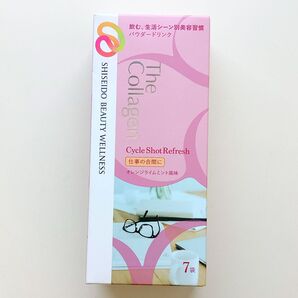 飲む、生活シーン別美容習慣
パウダードリンク
SHISEIDO BEAUTY WELLNESS
The
Collagen
Cycle Shot Refresh
仕事の合間に
オレンジライムミント風味
7袋